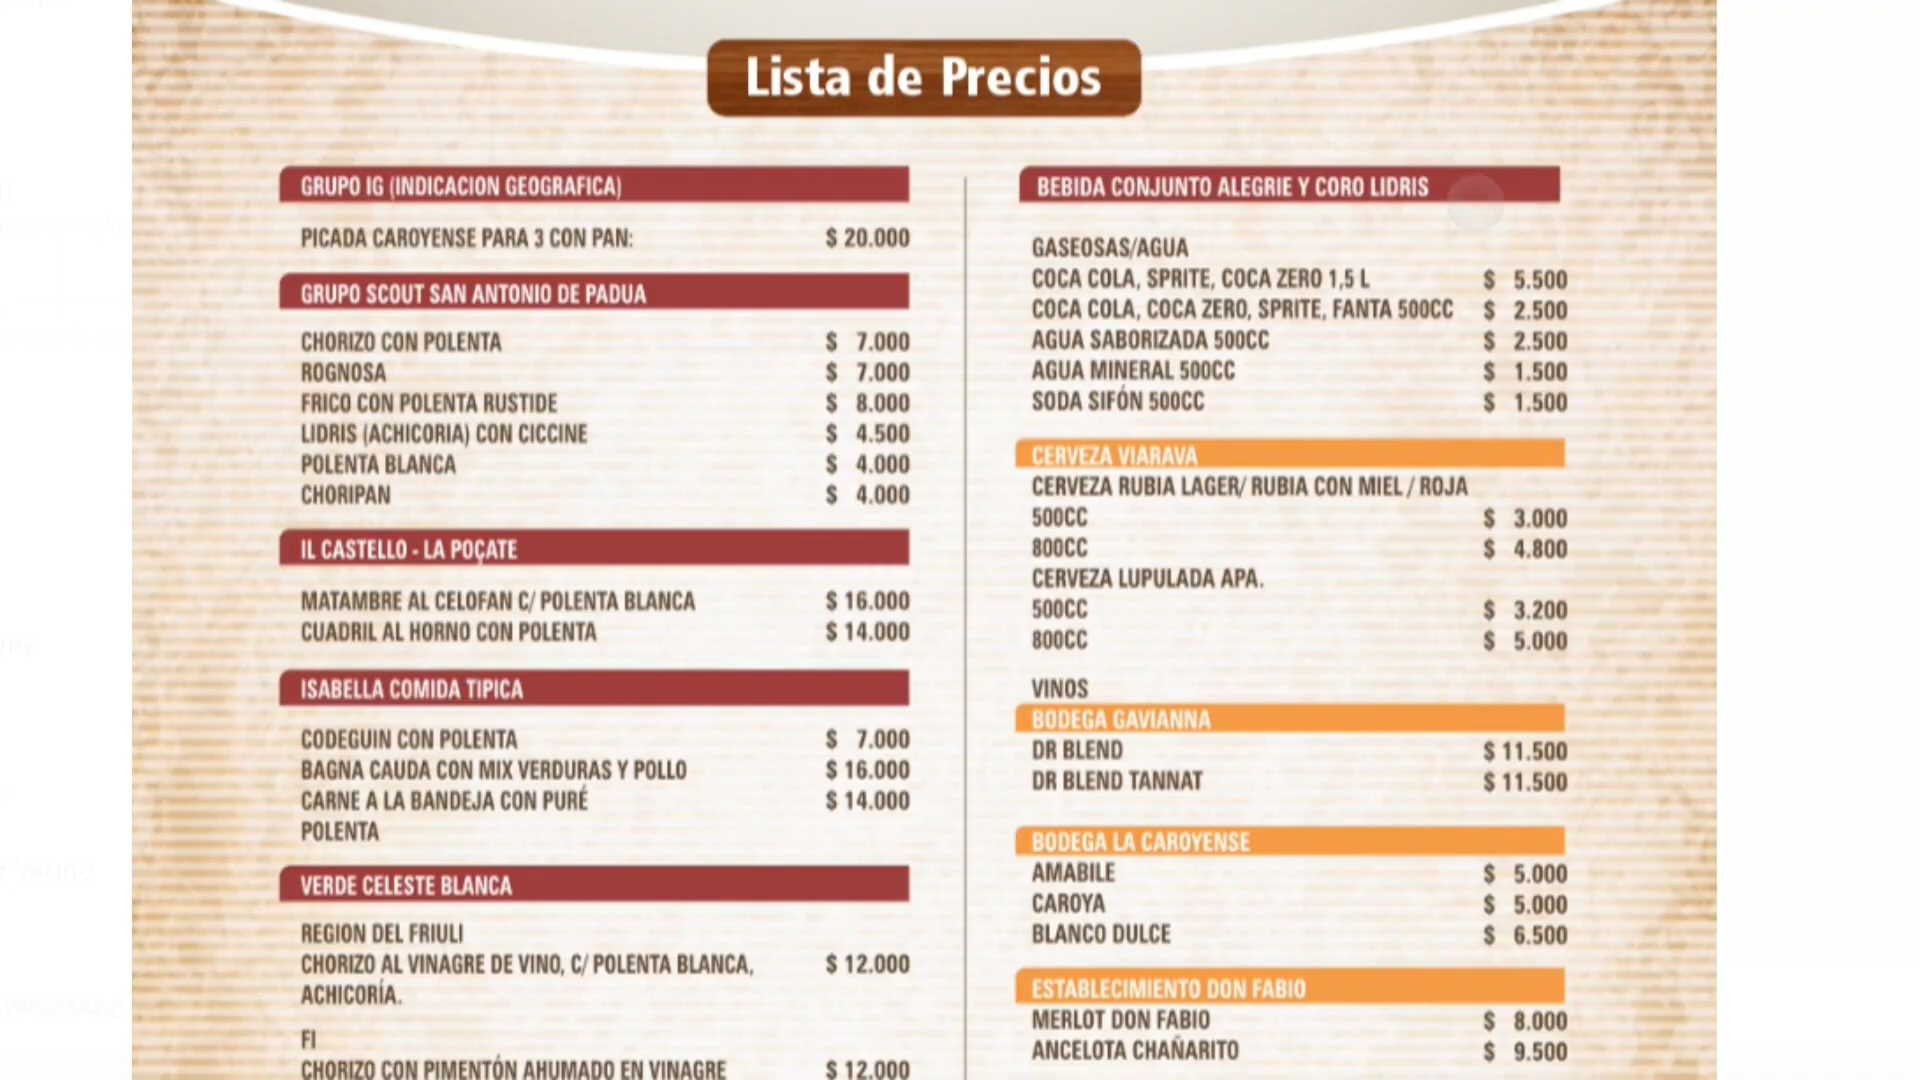 Lista de Precios
GRUPO IG (INDICACION GEOGRAFICA)
PICADA CAROYENSE PARA 3 CON PAN: $ 20.000
GRUPO SCOUT SAN ANTONIO DE PADUA
CHORIZO CON POLENTA $ 7.000
ROGNOSA $ 7.000
FRICO CON POLENTA RUSTIDE $ 8.000
LIDRIS (ACHICORIA) CON CICCINE $ 4.500
POLENTA BLANCA $ 4.000
CHORIPAN $ 4.000
IL CASTELLO - LA POÇATE
MATAMBRE AL CELOFAN C/ POLENTA BLANCA $ 16.000
CUADRIL AL HORNO CON POLENTA $ 14.000
ISABELLA COMIDA TIPICA
CODEGUIN CON POLENTA $ 7.000
BAGNA CAUDA CON MIX VERDURAS Y POLLO $ 16.000
CARNE A LA BANDEJA CON PURÉ $ 14.000
POLENTA
VERDE CELESTE BLANCA
REGION DEL FRIULI
CHORIZO AL VINAGRE DE VINO, C/ POLENTA BLANCA, $ 12.000
ACHICORÍA.
FI
CHORIZO CON PIMENTÓN AHUMADO EN VINAGRE $ 12.000
BEBIDA CONJUNTO ALEGRIE Y CORO LIDRIS
GASEOSAS/AGUA
COCA COLA, SPRITE, COCA ZERO 1,5 L $ 5.500
COCA COLA, COCA ZERO, SPRITE, FANTA 500CC $ 2.500
AGUA SABORIZADA 500CC $ 2.500
AGUA MINERAL 500CC $ 1.500
SODA SIFÓN 500CC $ 1.500
CERVEZA VIARAVA
CERVEZA RUBIA LAGER/ RUBIA CON MIEL / ROJA
500CC $ 3.000
800CC $ 4.800
CERVEZA LUPULADA APA.
500CC $ 3.200
800CC $ 5.000
VINOS
BODEGA GAVIANNA
DR BLEND $ 11.500
DR BLEND TANNAT $ 11.500
BODEGA LA CAROYENSE
AMABILE $ 5.000
CAROYA $ 5.000
BLANCO DULCE $ 6.500
ESTABLECIMIENTO DON FABIO
MERLOT DON FABIO $ 8.000
ANCELOTA CHAÑARITO $ 9.500